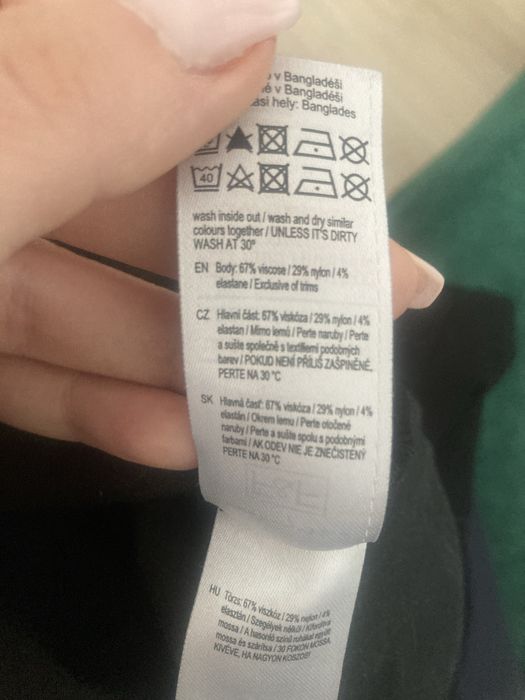 v Bangladéši
v Bangladéši
hely: Banglades
40
wash inside out / wash and dry similar
colours together / UNLESS IT'S DIRTY
WASH AT 30°
EN Body: 67% viscose / 29% nylon / 4%
elastane / Exclusive of trims
CZ Hlavní část: 67% viskóza / 29% nylon / 4%
elastan / Mimo lemů / Perte naruby / Perte
a sušte společně s textiliemi podobných
barev / POKUD NENÍ PŘÍLIŠ ZAŠPINĚNÉ,
PERTE NA 30 °C
SK Hlavná časť: 67% viskóza / 29% nylon / 4%
elastán / Okrem lemu / Perte otočené
naruby / Perte a sušte spolu s podobnými
farbami / AK ODEV NIE JE ZNEČISTENÝ
PERTE NA 30 °C
HU Törzs: 67% viszkóz / 29% nejlon / 4%
elasztán / Szegélyek nélkül / Kifordítva
mossa / A hasonló színű ruhákat együtt
mossa és szárítsa / 30 FOKON MOSSA,
KIVÉVE, HA NAGYON KOSZOS!